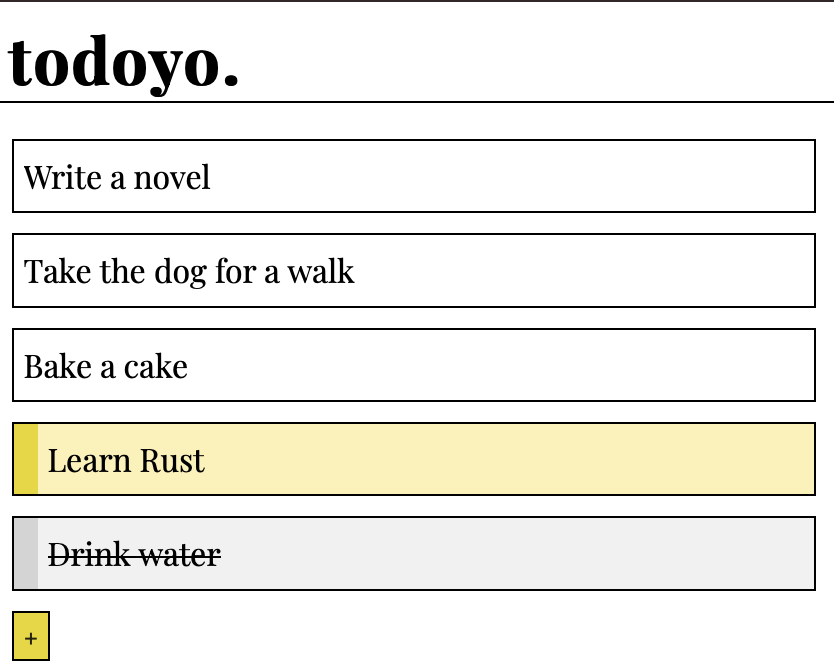 todoyo.
Write a novel
Take the dog for a walk
Bake a cake
Learn Rust
Drink water
+